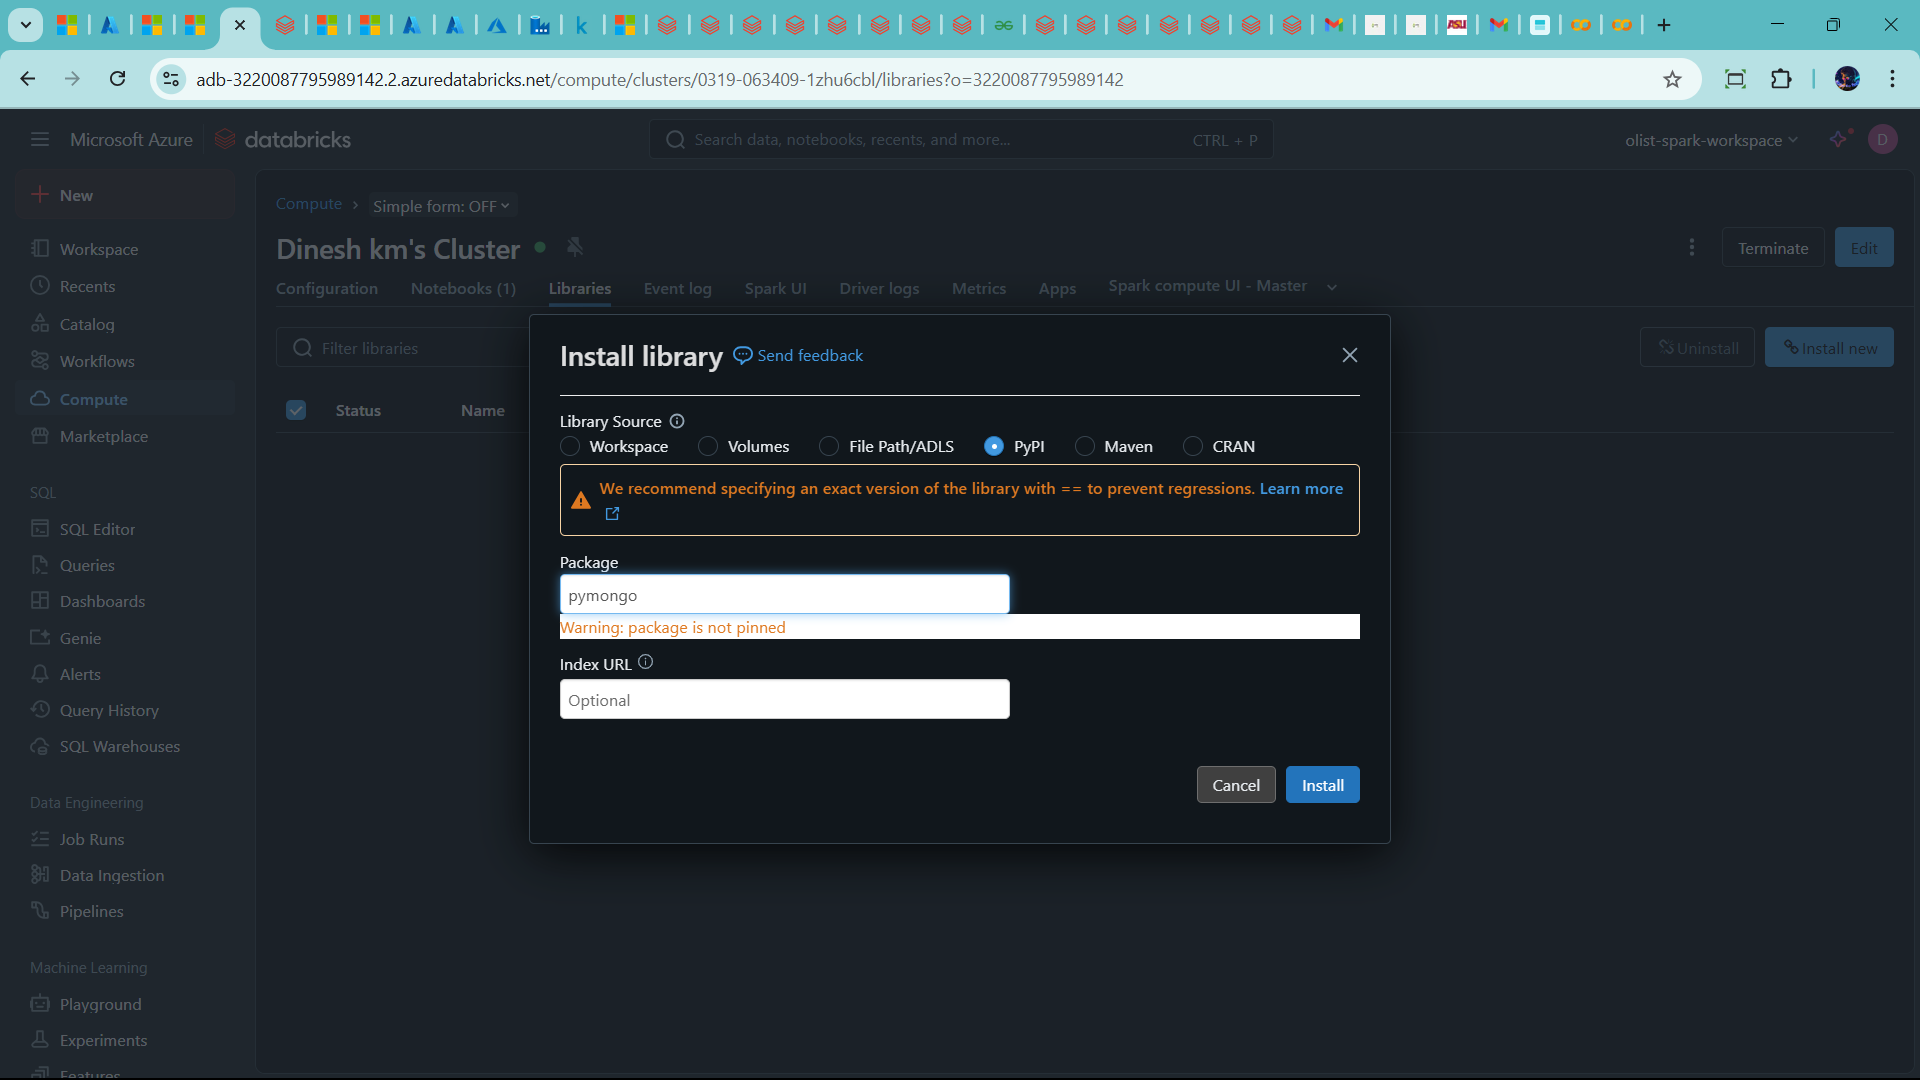 adb-3220087795989142.2.azuredatabricks.net/compute/clusters/0319-063409-1zhu6cbl/libraries?o=3220087795989142
Microsoft Azure databricks
Search data, notebooks, recents, and more... CTRL + P
olist-spark-workspace
D
New
Workspace
Recents
Catalog
Workflows
Compute
Marketplace
SQL
SQL Editor
Queries
Dashboards
Genie
Alerts
Query History
SQL Warehouses
Data Engineering
Job Runs
Data Ingestion
Pipelines
Machine Learning
Playground
Experiments
Features
Compute > Simple form: OFF
Dinesh km's Cluster
Terminate Edit
Configuration Notebooks (1) Libraries Event log Spark UI Driver logs Metrics Apps Spark compute UI - Master
Filter libraries
Uninstall Install new
Status Name
Install library Send feedback
Library Source
Workspace Volumes File Path/ADLS PyPI Maven CRAN
We recommend specifying an exact version of the library with == to prevent regressions. Learn more
Package
pymongo
Warning: package is not pinned
Index URL
Optional
Cancel Install